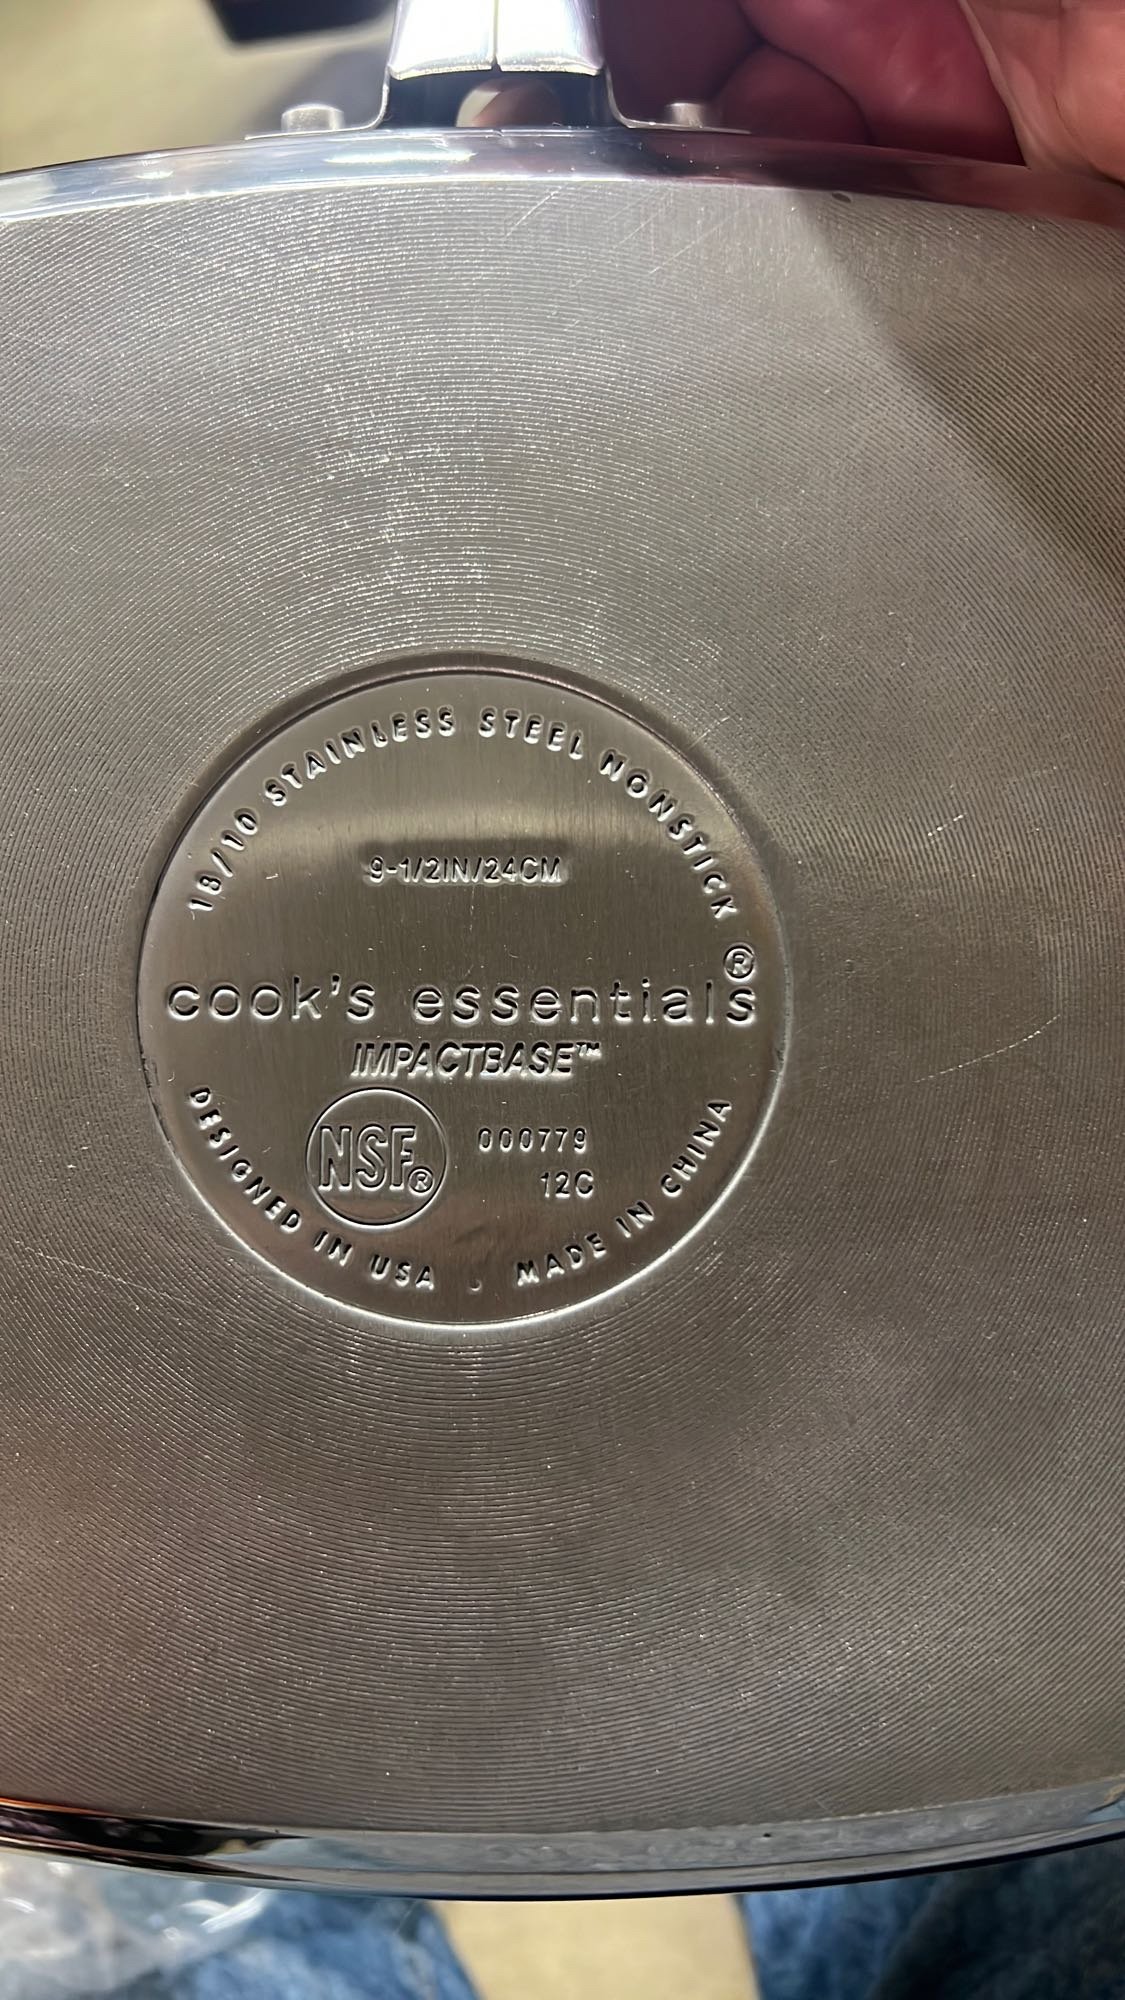 18/10 STAINLESS STEEL NONSTICK
9-1/2IN/24CM
cook's essentials®
IMPACTBASE™
NSF®
000779
12C
DESIGNED IN USA . MADE IN CHINA